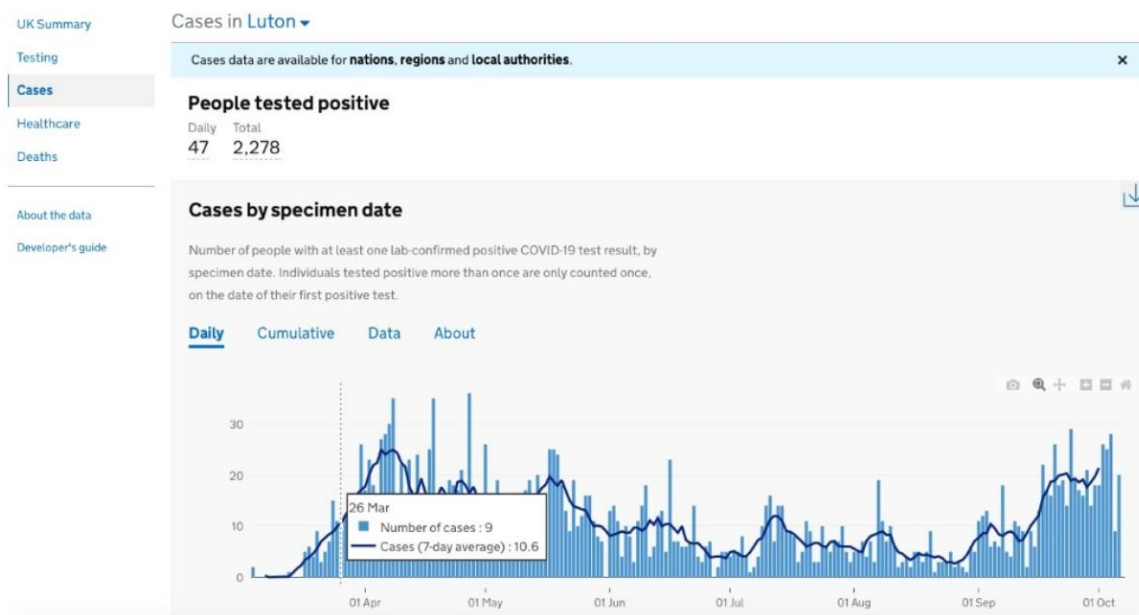 UK Summary
Testing
Cases
Healthcare
Deaths
About the data
Developer's guide
Cases in Luton
Cases data are available for nations, regions and local authorities.
People tested positive
Daily Total
47 2,278
Cases by specimen date
Number of people with at least one lab-confirmed positive COVID-19 test result, by
specimen date. Individuals tested positive more than once are only counted once,
on the date of their first positive test.
Daily Cumulative Data About
30
20
10
0
26 Mar
Number of cases : 9
Cases (7-day average) : 10.6
01 Apr 01 May 01 Jun 01 Jul 01 Aug 01 Sep 01 Oct